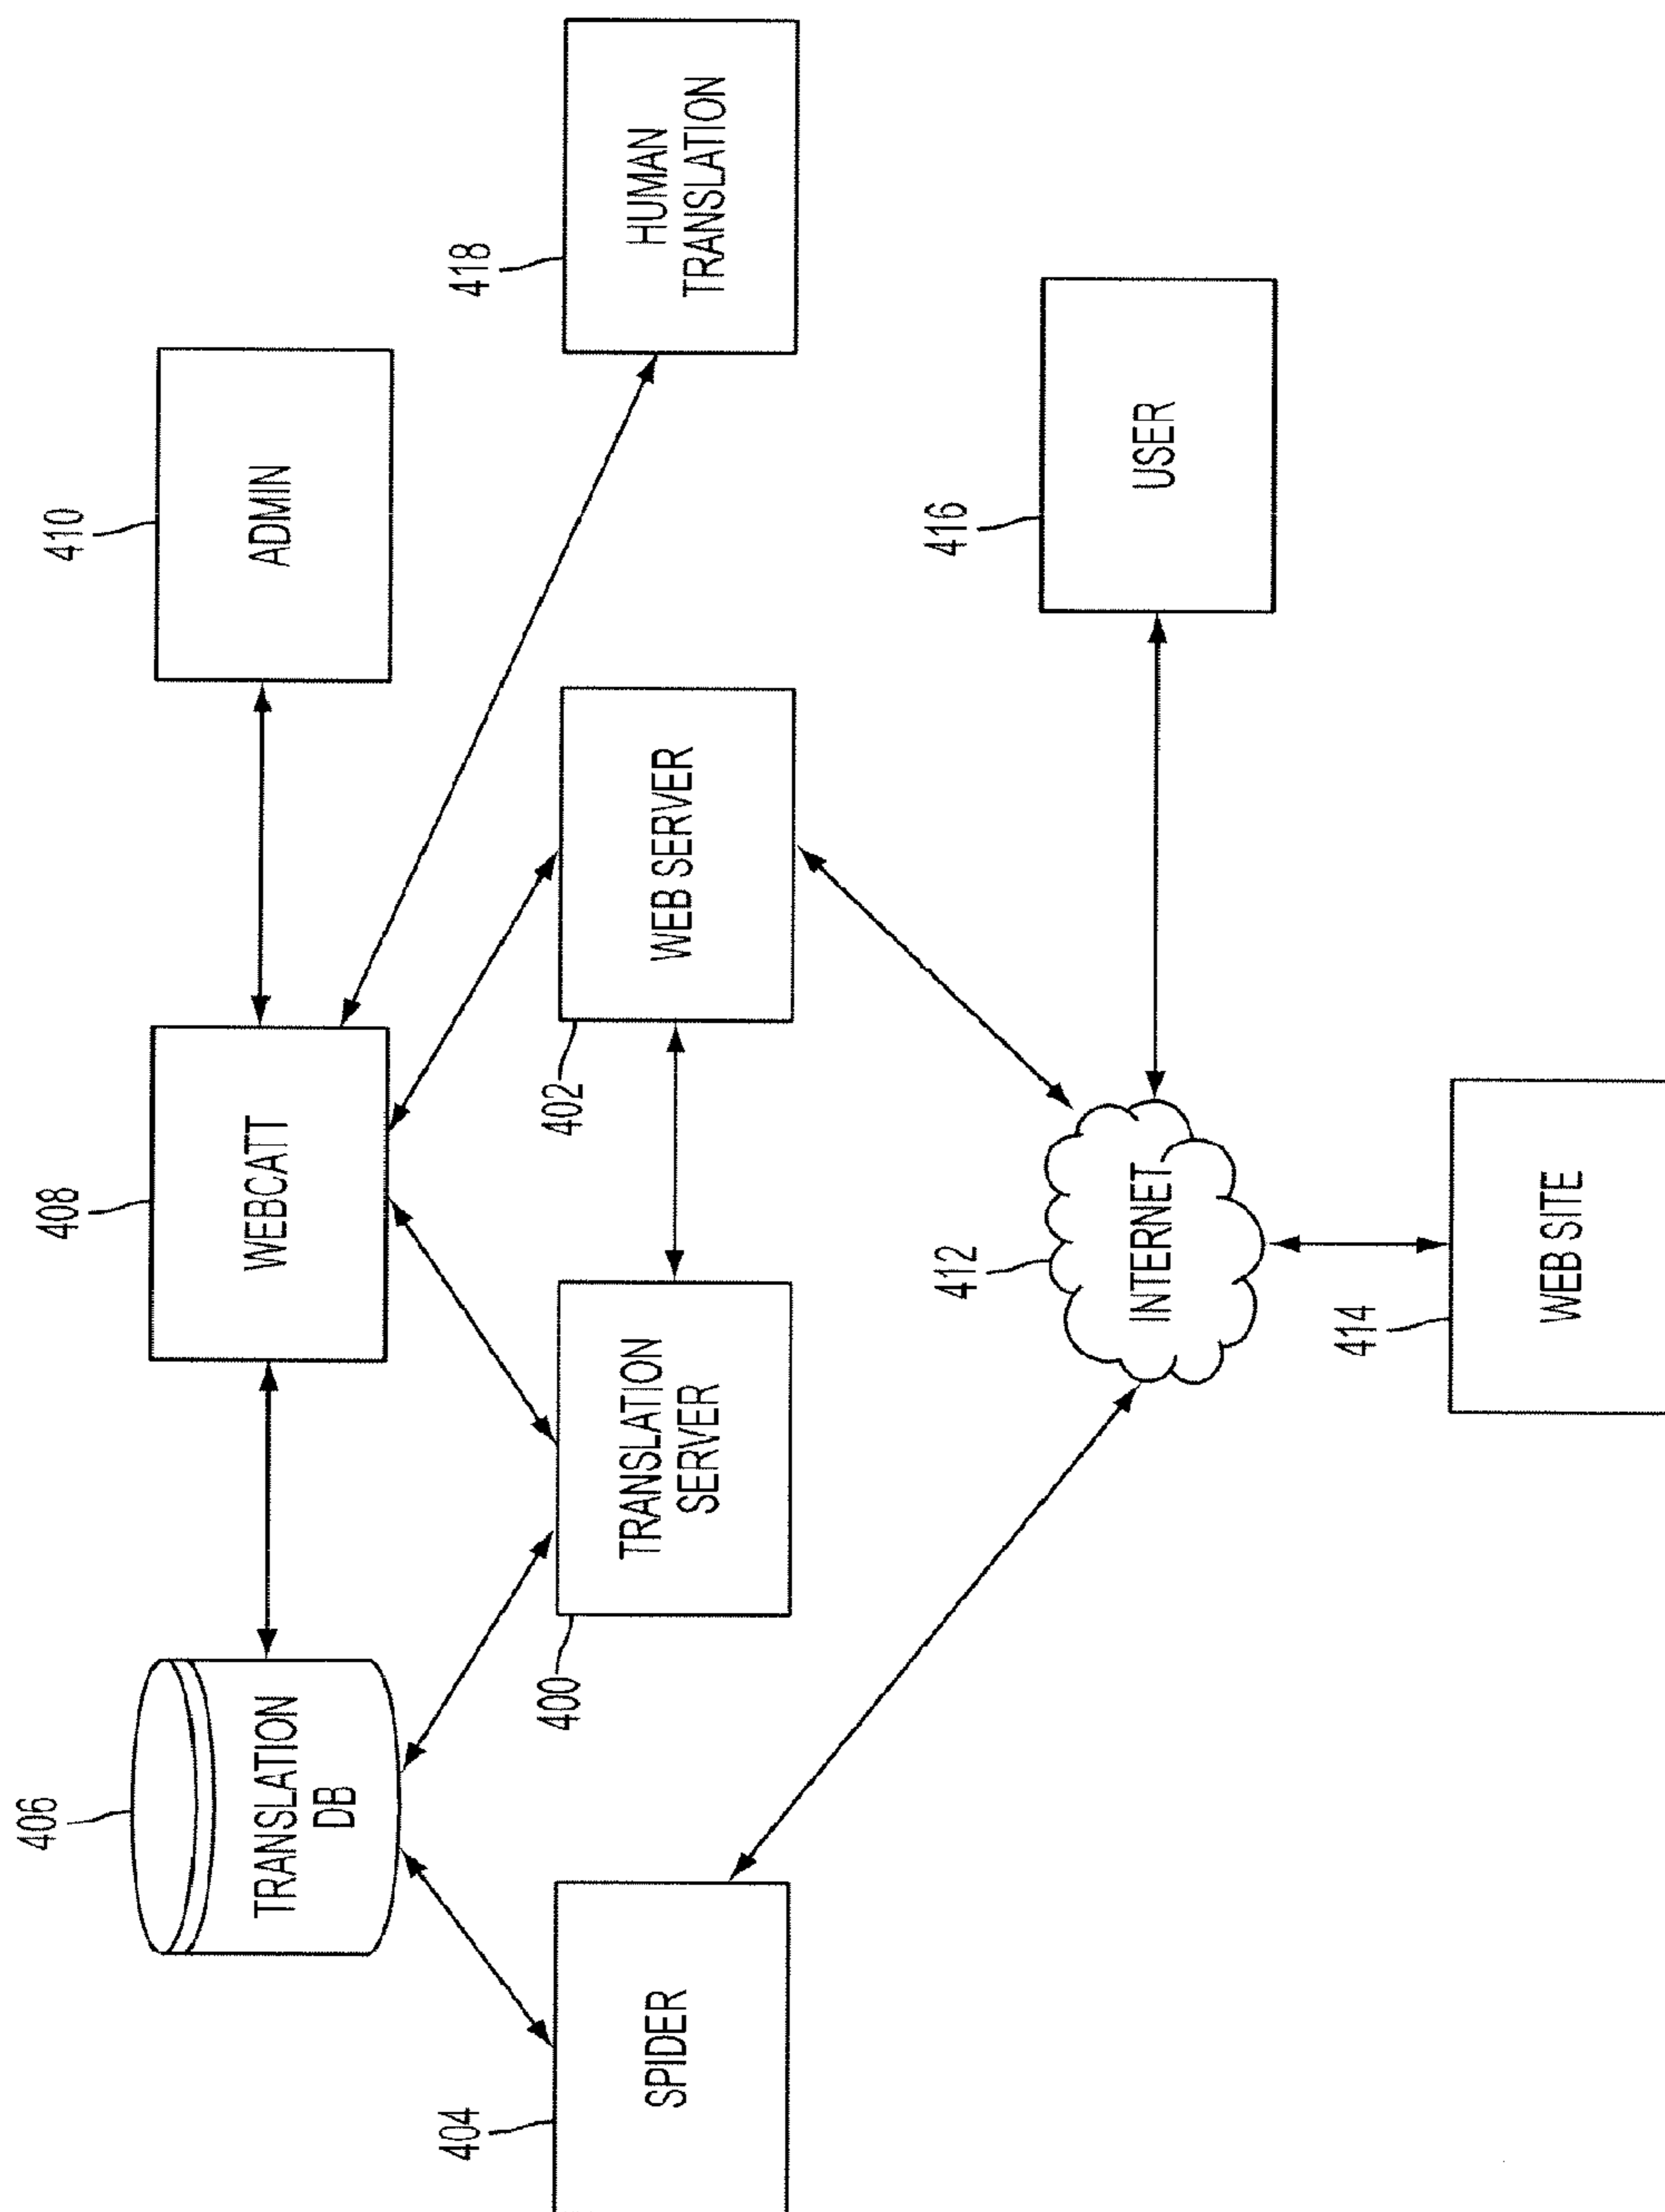 406
408
410
TRANSLATION
DB
WEBCATT
ADMIN
404
400
402
418
SPIDER
TRANSLATION
SERVER
WEB SERVER
HUMAN
TRANSLATION
412
416
INTERNET
USER
414
WEB SITE